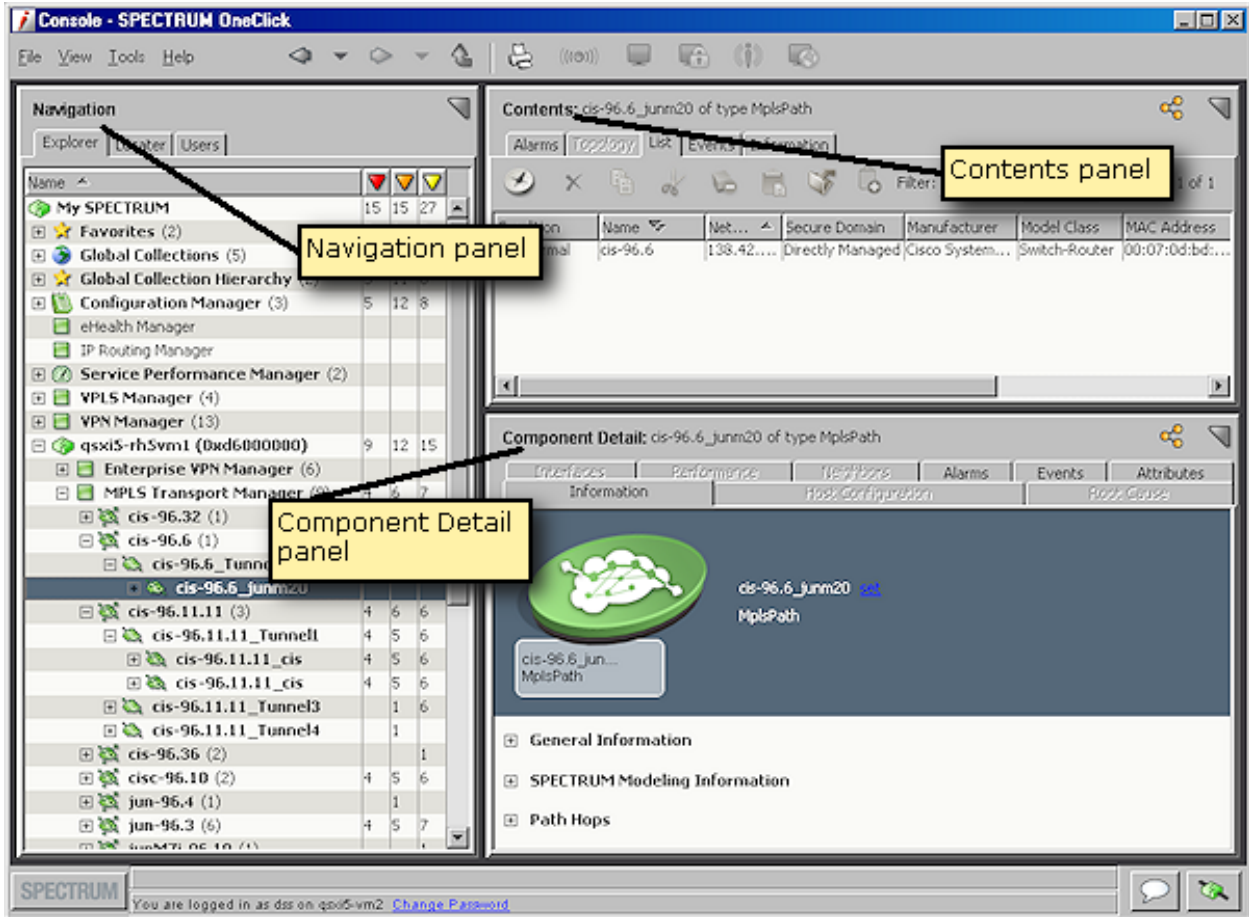 Console - SPECTRUM OneClick
File View Tools Help
Navigation
Explorer Locater Users
Name
My SPECTRUM 15 15 27
Favorites (2)
Global Collections (5)
Global Collection Hierarchy
Configuration Manager (3) 5 12 8
eHealth Manager
IP Routing Manager
Service Performance Manager (2)
VPLS Manager (4)
VPN Manager (13)
qsxi5-rh5vm1 (0xd6000000) 9 12 15
Enterprise VPN Manager (6)
MPLS Transport Manager (9) 4 6 7
cis-96.32 (1)
cis-96.6 (1)
cis-96.6_Tunne
cis-96.6_junm20
cis-96.11.11 (3) 4 6 6
cis-96.11.11_Tunnel1 4 5 6
cis-96.11.11_cis 4 5 6
cis-96.11.11_cis 4 5 6
cis-96.11.11_Tunnel3 1 6
cis-96.11.11_Tunnel4 1
cis-96.36 (2) 1
cisc-96.10 (2) 4 5 6
jun-96.4 (1) 1
jun-96.3 (6) 4 5 7
Navigation panel
Contents: cis-96.6_junm20 of type MplsPath
Alarms Topology List Events Information
Filter: 1 of 1
Contents panel
Name Net... Secure Domain Manufacturer Model Class MAC Address
cis-96.6 138.42.... Directly Managed Cisco System... Switch-Router 00:07:0d:bd:...
Component Detail: cis-96.6_junm20 of type MplsPath
Interfaces Performance Neighbors Alarms Events Attributes
Information Host Configuration Root Cause
Component Detail
panel
cis-96.6_junm20 set
MplsPath
cis-96.6_jun...
MplsPath
General Information
SPECTRUM Modeling Information
Path Hops
SPECTRUM
You are logged in as dss on qsxi5-vm2 Change Password